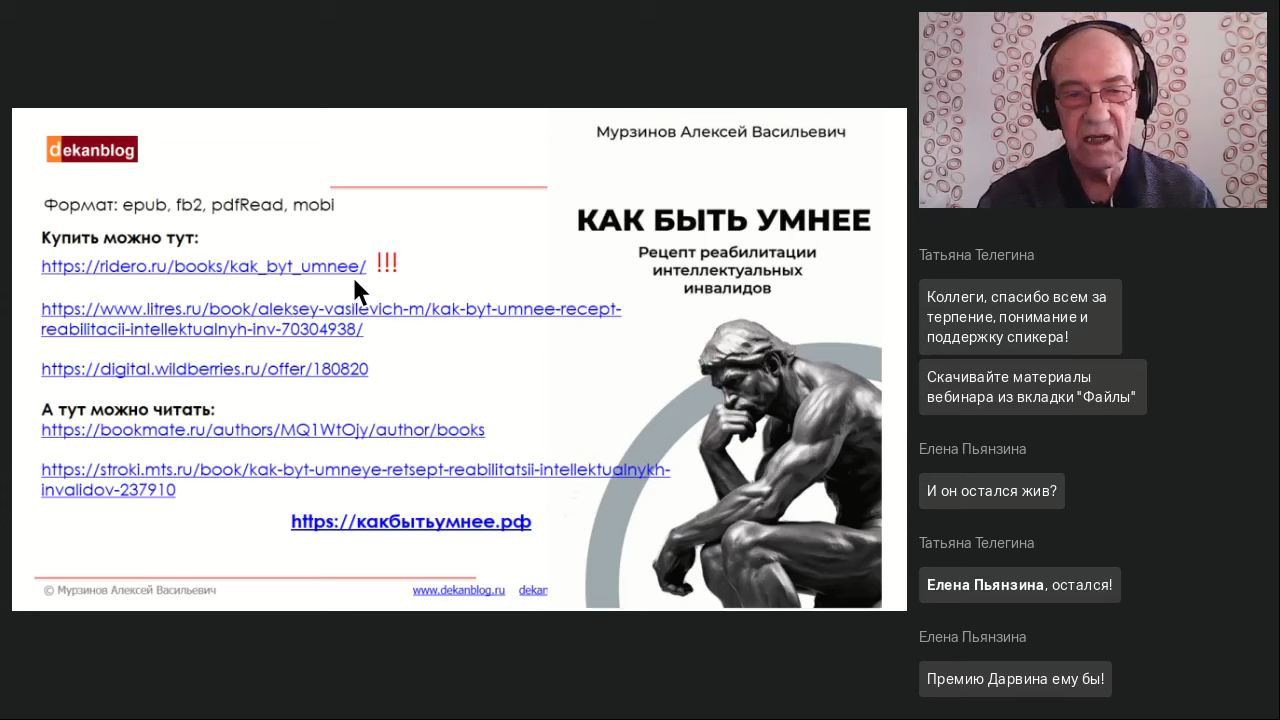 dekanblog
Формат: epub, fb2, pdfRead, mobi
Купить можно тут:
https://ridero.ru/books/kak_byt_umnee/ !!!
https://www.litres.ru/book/aleksey-vasilevich-m/kak-byt-umnee-recept-
reabilitacii-intellektualnyh-inv-70304938/
https://digital.wildberries.ru/offer/180820
А тут можно читать:
https://bookmate.ru/authors/MQ1WtOjy/author/books
https://stroki.mts.ru/book/kak-byt-umneye-retsept-reabilitatsii-intellektualnykh-
invalidov-237910
https://какбытьумнее.рф
© Мурзинов Алексей Васильевич
www.dekanblog.ru dekan
Мурзинов Алексей Васильевич
КАК БЫТЬ УМНЕЕ
Рецепт реабилитации
интеллектуальных
инвалидов
Татьяна Телегина
Коллеги, спасибо всем за
терпение, понимание и
поддержку спикера!
Скачивайте материалы
вебинара из вкладки "Файлы"
Елена Пьянзина
И он остался жив?
Татьяна Телегина
Елена Пьянзина, остался!
Елена Пьянзина
Премию Дарвина ему бы!